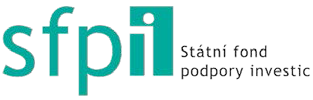 sfpi
Státní fond
podpory investic